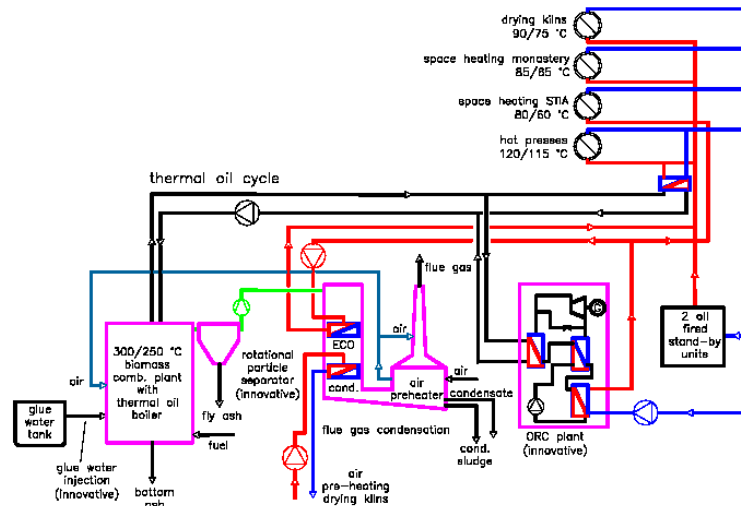 drying kilns
90/75 °C
space heating monastery
85/65 °C
space heating STIA
80/60 °C
hot presses
120/115 °C
thermal oil cycle
flue gas
air
ECO
cond.
air
preheater
air
condensate
cond.
sludge
flue gas condensation
300/250 °C
biomass
comb. plant
with
thermal oil
boiler
air
rotational
particle
separator
(innovative)
fly ash
glue
water
tank
glue water
injection
(innovative)
fuel
bottom
ash
air
pre-heating
drying kilns
G
ORC plant
(innovative)
2 oil
fired
stand-by
units